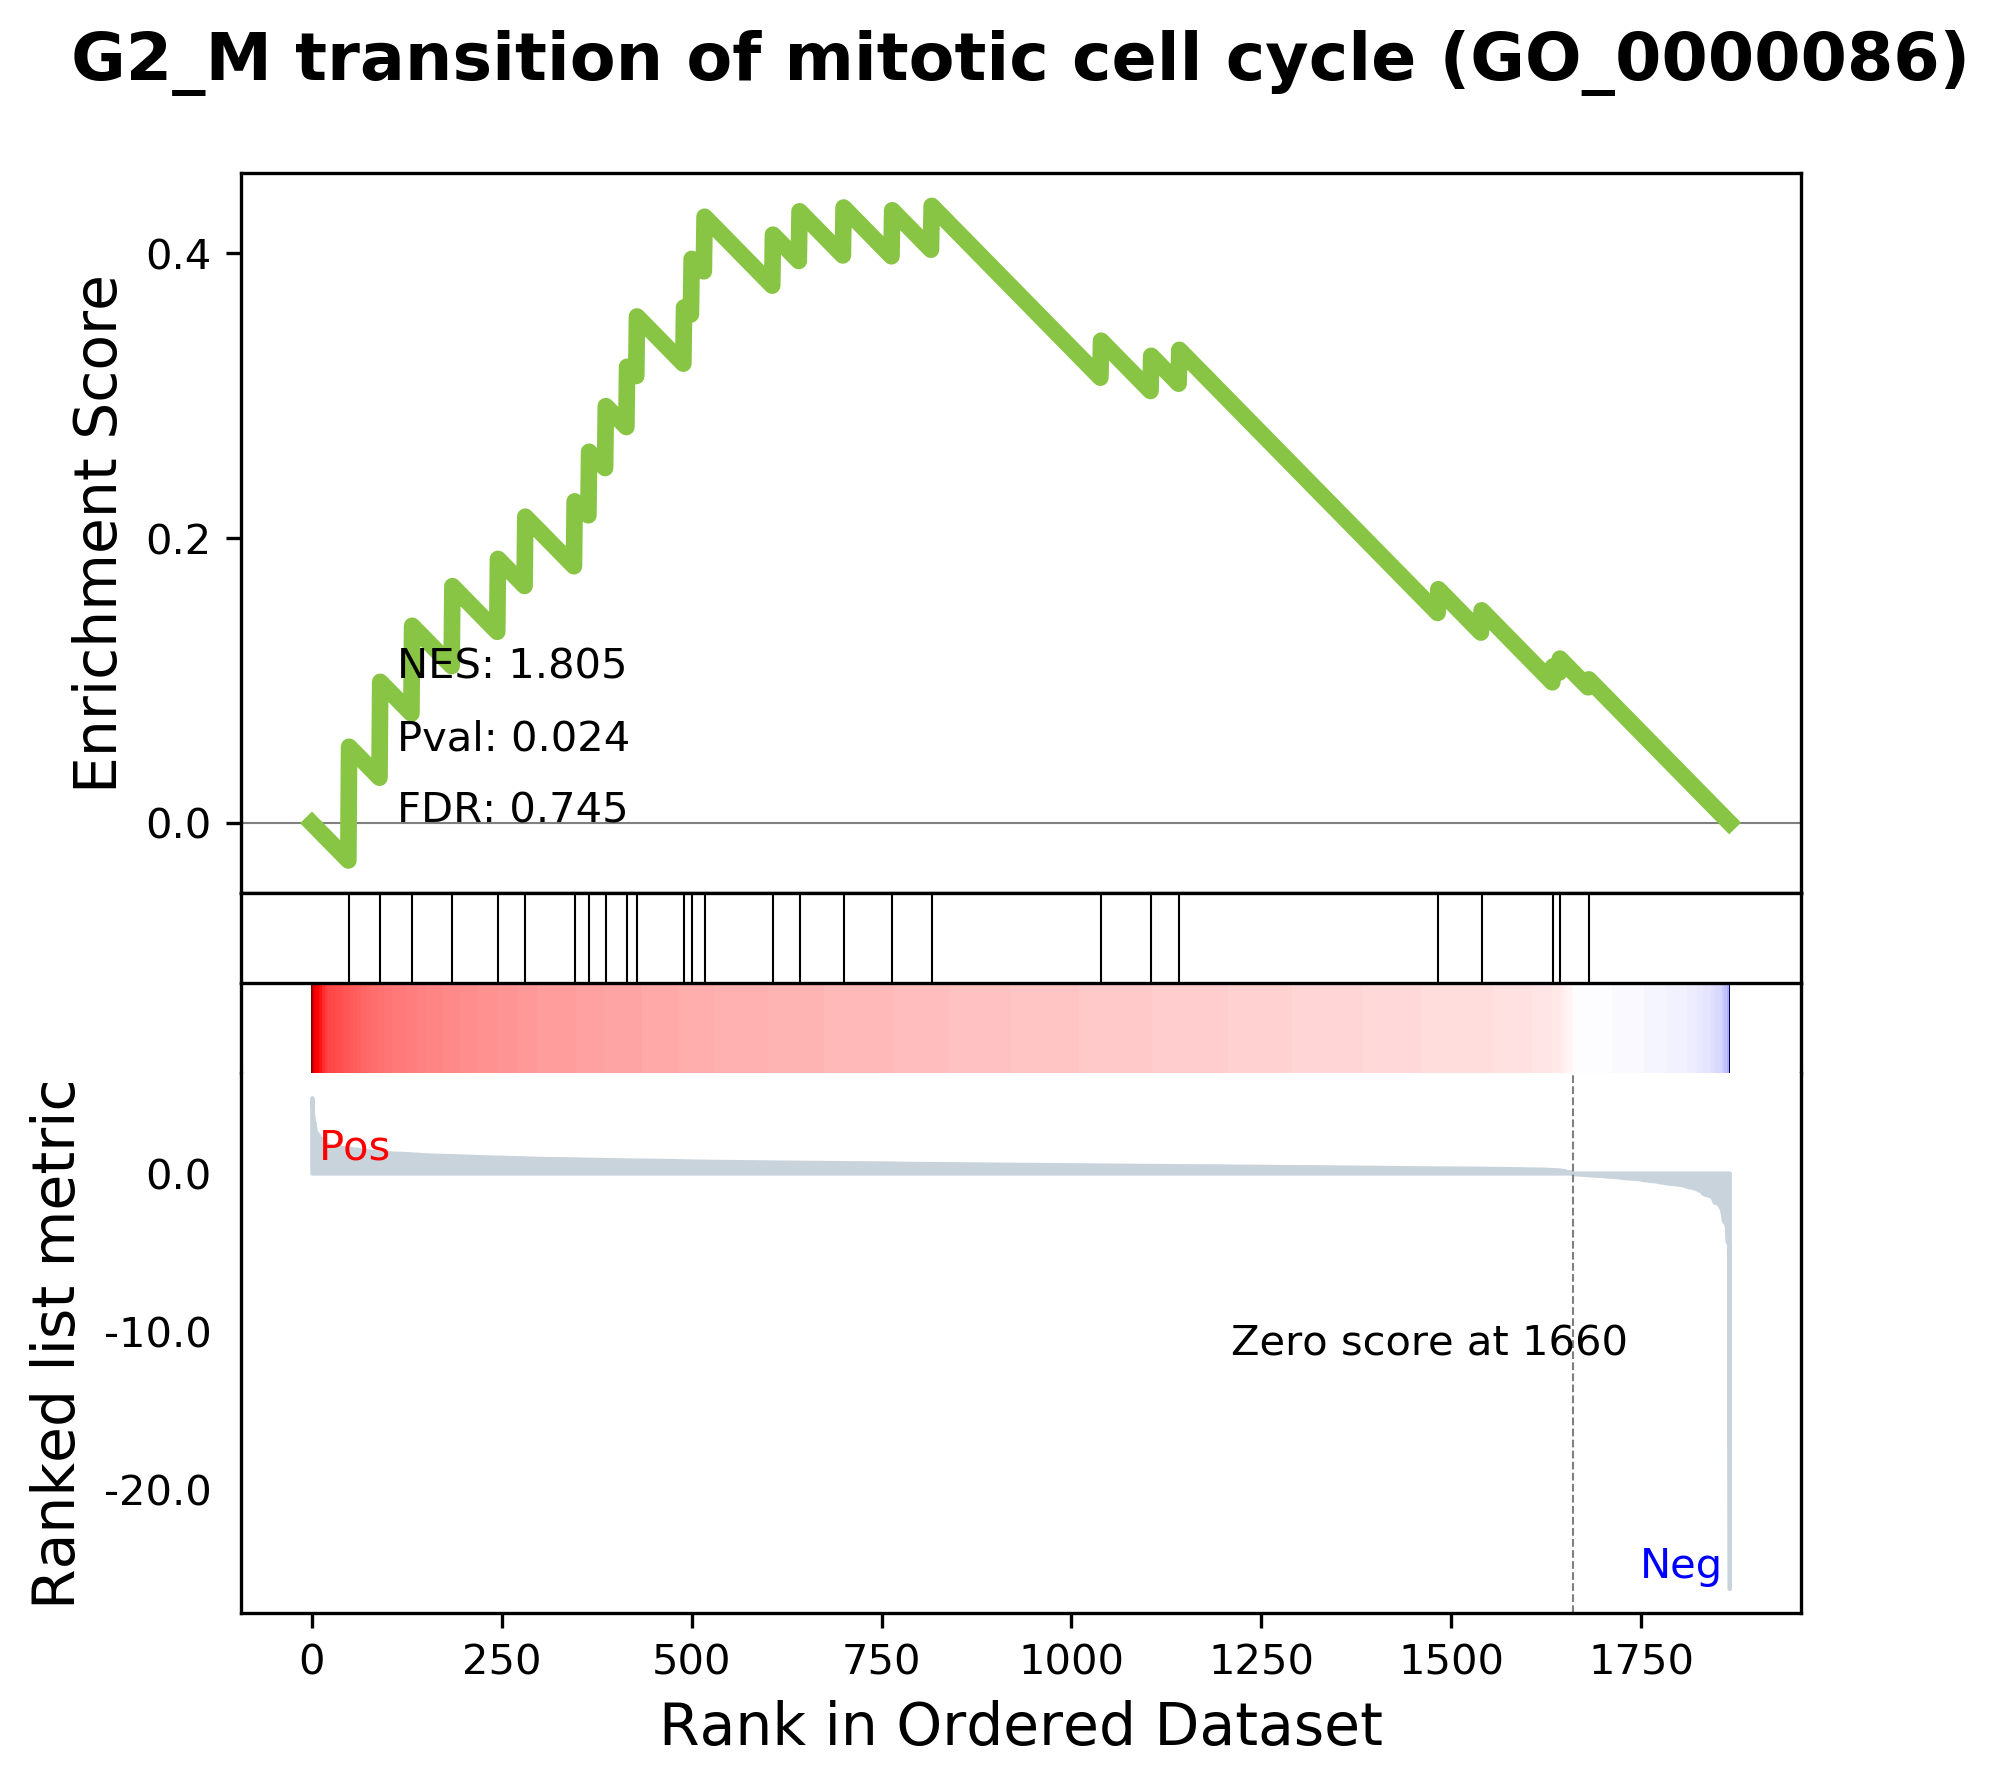 G2_M transition of mitotic cell cycle (GO_0000086)
Enrichment Score
0.4
0.2
0.0
NES: 1.805
Pval: 0.024
FDR: 0.745
Ranked list metric
Pos
0.0
-10.0
-20.0
Zero score at 1660
Neg
0 250 500 750 1000 1250 1500 1750
Rank in Ordered Dataset